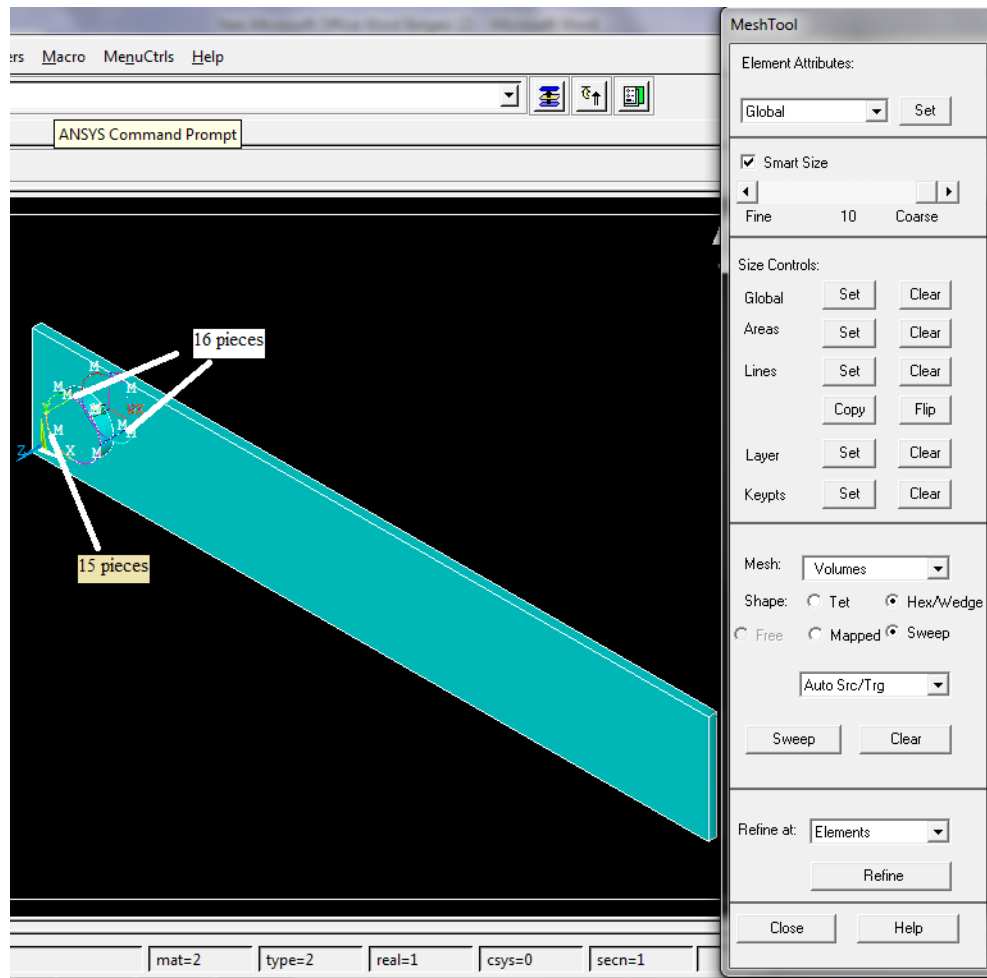 MeshTool
ers Macro MenuCtrls Help
ANSYS Command Prompt
Element Attributes:
Global Set
Smart Size
Fine 10 Coarse
Size Controls:
Global Set Clear
Areas Set Clear
Lines Set Clear
Copy Flip
Layer Set Clear
Keypts Set Clear
Mesh: Volumes
Shape: Tet Hex/Wedge
Free Mapped Sweep
Auto Src/Trg
Sweep Clear
Refine at: Elements
Refine
Close Help
16 pieces
M
M
M
M
M
M
Y
M
M
M
Z
X
15 pieces
mat=2 type=2 real=1 csys=0 secn=1